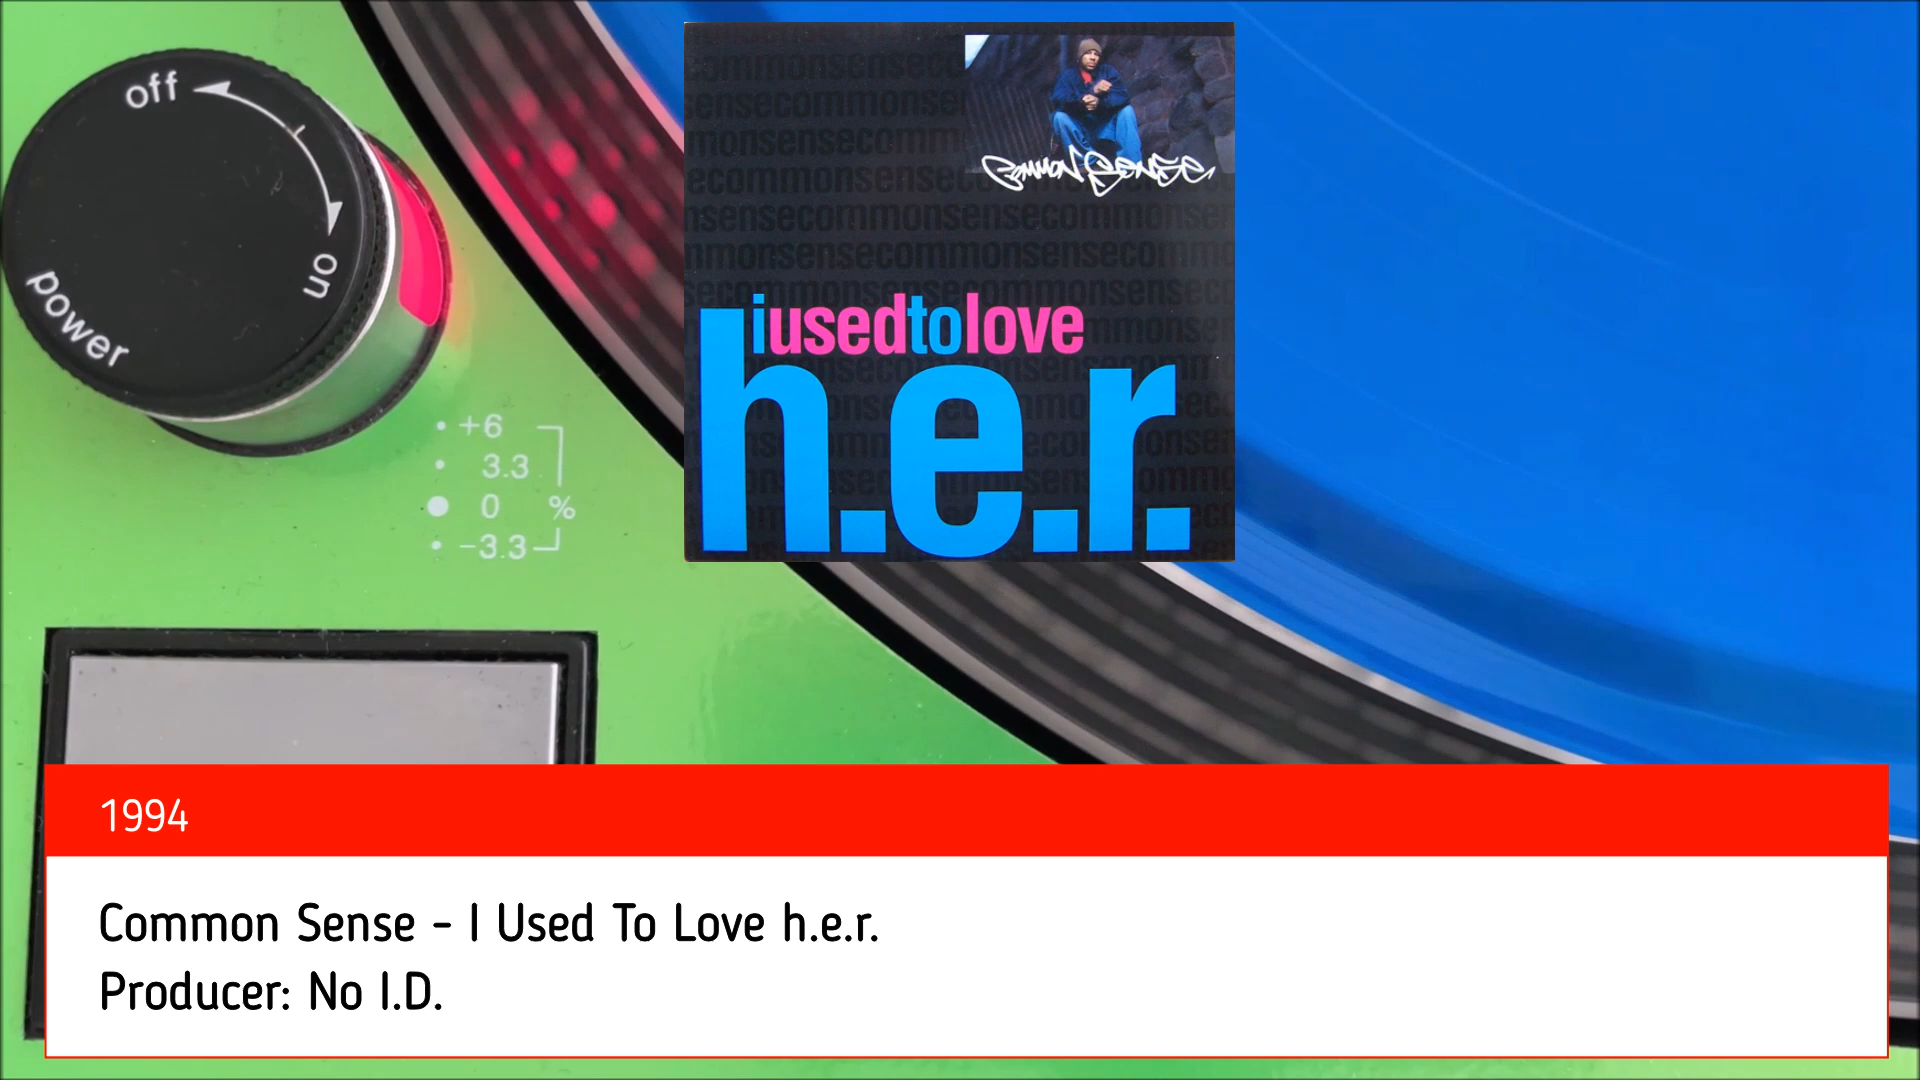 off
on
power
+6
3.3
0 %
-3.3
Common Sense
iusedtolove
h.e.r.
1994
Common Sense - I Used To Love h.e.r.
Producer: No I.D.